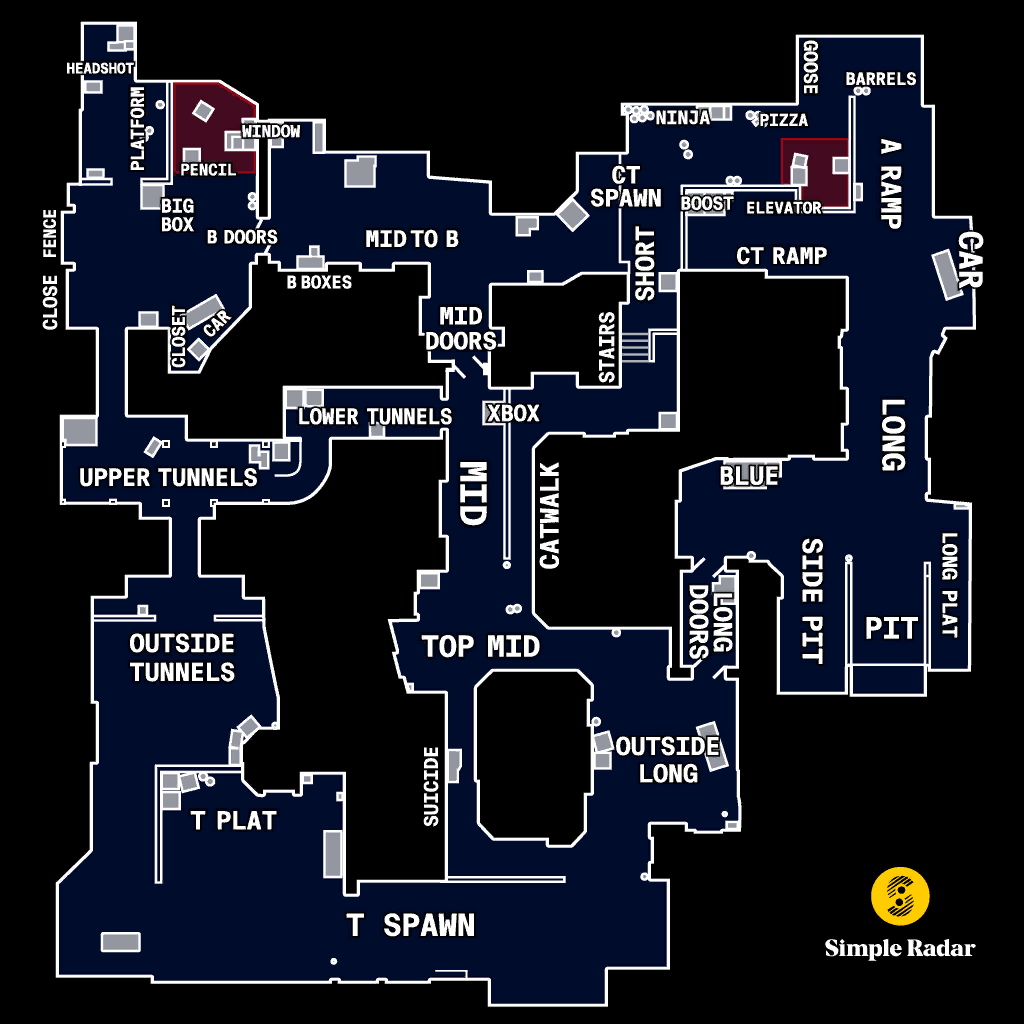 HEADSHOT
PLATFORM
WINDOW
PENCIL
BIG
BOX
B DOORS
MID TO B
B BOXES
FENCE
CLOSE
CLOSET
CAR
GOOSE
BARRELS
NINJA
PIZZA
A RAMP
CT
SPAWN
BOOST
ELEVATOR
SHORT
CT RAMP
CAR
MID
DOORS
STAIRS
LOWER TUNNELS
XBOX
UPPER TUNNELS
MID
CATWALK
LONG
BLUE
SIDE PIT
PIT
LONG PLAT
LONG
DOORS
OUTSIDE
TUNNELS
TOP MID
SUICIDE
OUTSIDE
LONG
T PLAT
T SPAWN
Simple Radar